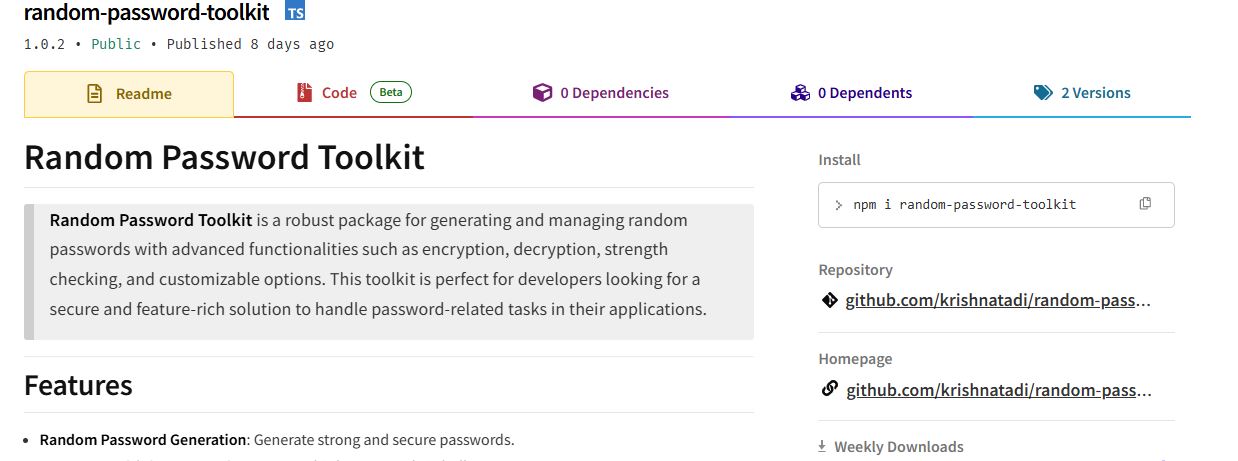 random-password-toolkit TS
1.0.2 • Public • Published 8 days ago
Readme
Code Beta
0 Dependencies
0 Dependents
2 Versions
Random Password Toolkit
Random Password Toolkit is a robust package for generating and managing random
passwords with advanced functionalities such as encryption, decryption, strength
checking, and customizable options. This toolkit is perfect for developers looking for a
secure and feature-rich solution to handle password-related tasks in their applications.
Features
• Random Password Generation: Generate strong and secure passwords.
Install
> npm i random-password-toolkit
Repository
github.com/krishnatadi/random-pass...
Homepage
github.com/krishnatadi/random-pass...
Weekly Downloads